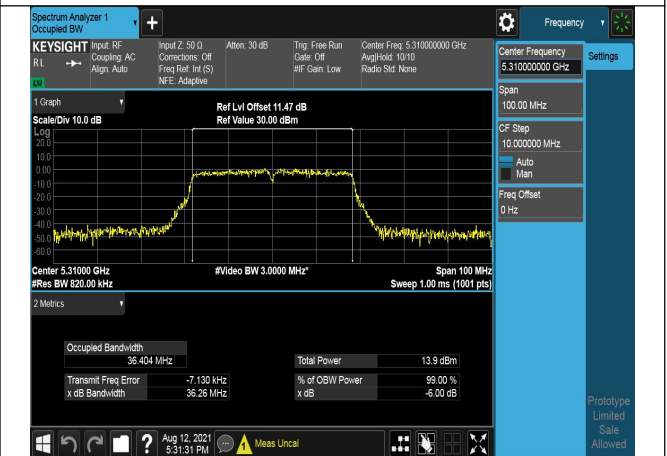 Spectrum Analyzer 1
Occupied BW
+
Frequency
KEYSIGHT
RL
LXI
Input: RF
Coupling: AC
Align: Auto
Input Z: 50 Ω
Corrections: Off
Freq Ref: Int (S)
NFE: Adaptive
Atten: 30 dB
Trig: Free Run
Gate: Off
#IF Gain: Low
Center Freq: 5.310000000 GHz
Avg|Hold: 10/10
Radio Std: None
Center Frequency
5.310000000 GHz
Settings
Span
100.00 MHz
CF Step
10.000000 MHz
Auto
Man
Freq Offset
0 Hz
1 Graph
Scale/Div 10.0 dB
Ref Lvl Offset 11.47 dB
Ref Value 30.00 dBm
Log
20.0
10.0
0.00
-10.0
-20.0
-30.0
-40.0
-50.0
-60.0
Center 5.31000 GHz
#Video BW 3.0000 MHz*
Span 100 MHz
#Res BW 820.00 kHz
Sweep 1.00 ms (1001 pts)
2 Metrics
Occupied Bandwidth
36.404 MHz
Total Power 13.9 dBm
Transmit Freq Error -7.130 kHz
% of OBW Power 99.00 %
x dB Bandwidth 36.26 MHz
x dB -6.00 dB
Prototype
Limited
Sale
Allowed
?
Aug 12, 2021
5:31:31 PM
Meas Uncal